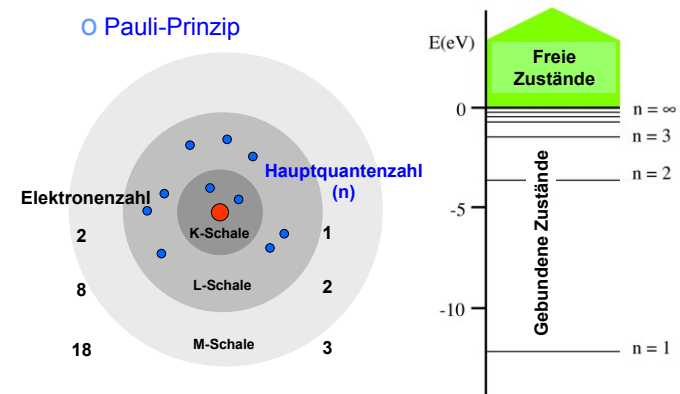 o Pauli-Prinzip
Elektronenzahl
Hauptquantenzahl
(n)
2
K-Schale
1
8
L-Schale
2
18
M-Schale
3
E(eV)
Freie
Zustände
0
n = ∞
n = 3
n = 2
-5
Gebundene Zustände
-10
n = 1